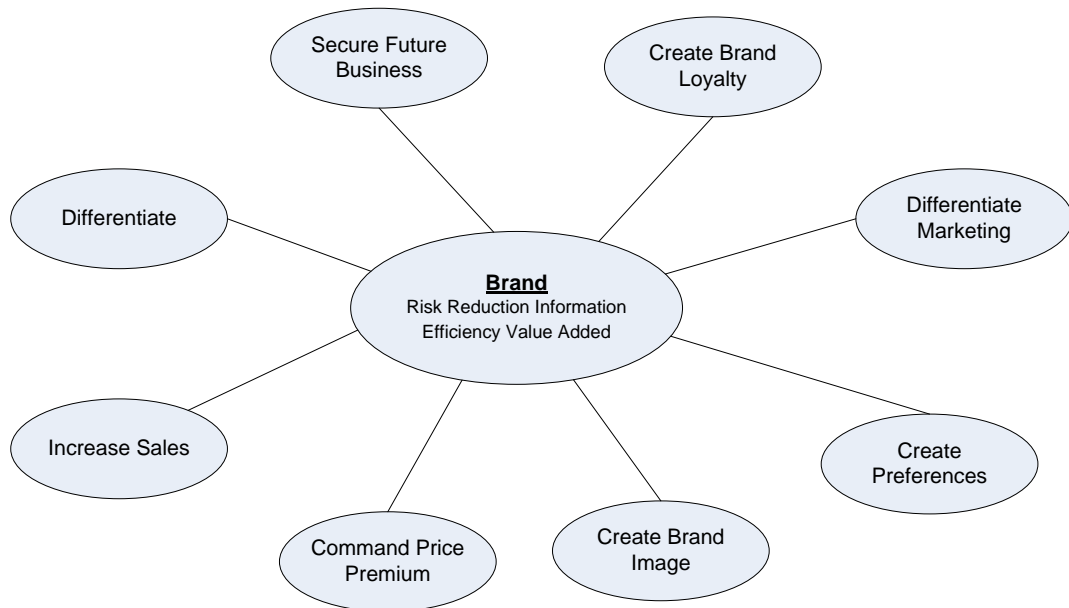 Secure Future
Business
Create Brand
Loyalty
Differentiate
Differentiate
Marketing
Brand
Risk Reduction Information
Efficiency Value Added
Increase Sales
Create
Preferences
Command Price
Premium
Create Brand
Image